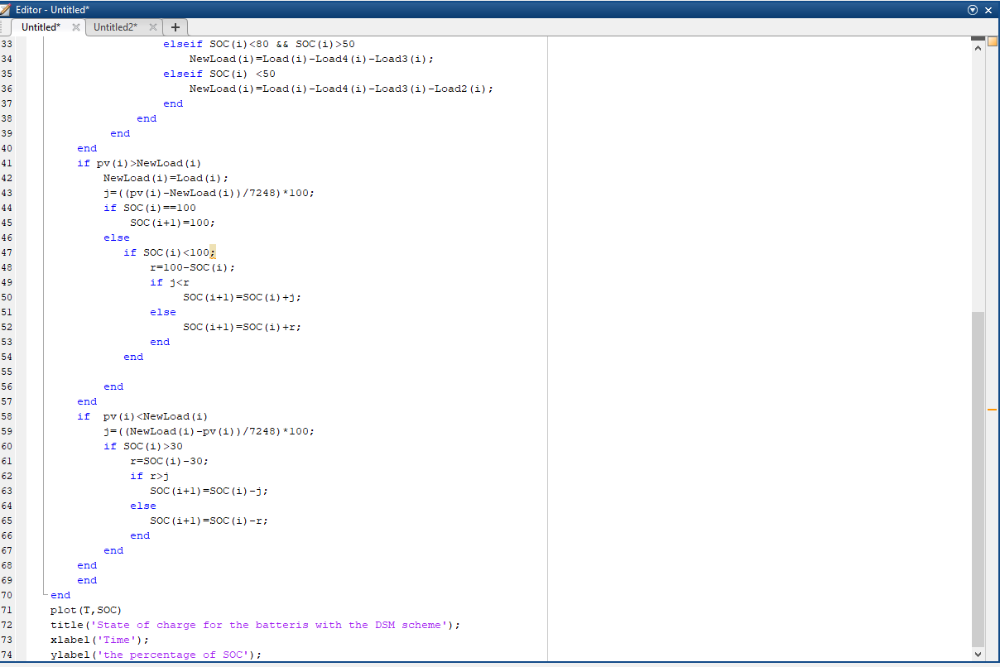 Editor - Untitled*
Untitled* Untitled2* +
33 elseif SOC(i)<80 && SOC(i)>50
34 NewLoad(i)=Load(i)-Load4(i)-Load3(i);
35 elseif SOC(i) <50
36 NewLoad(i)=Load(i)-Load4(i)-Load3(i)-Load2(i);
37 end
38 end
39 end
40 end
41 if pv(i)>NewLoad(i)
42 NewLoad(i)=Load(i);
43 j=((pv(i)-NewLoad(i))/7248)*100;
44 if SOC(i)==100
45 SOC(i+1)=100;
46 else
47 if SOC(i)<100;
48 r=100-SOC(i);
49 if j<r
50 SOC(i+1)=SOC(i)+j;
51 else
52 SOC(i+1)=SOC(i)+r;
53 end
54 end
55
56 end
57 end
58 if  pv(i)<NewLoad(i)
59 j=((NewLoad(i)-pv(i))/7248)*100;
60 if SOC(i)>30
61 r=SOC(i)-30;
62 if r>j
63 SOC(i+1)=SOC(i)-j;
64 else
65 SOC(i+1)=SOC(i)-r;
66 end
67 end
68 end
69 end
70 end
71 plot(T,SOC)
72 title('State of charge for the batteris with the DSM scheme');
73 xlabel('Time');
74 ylabel('the percentage of SOC');